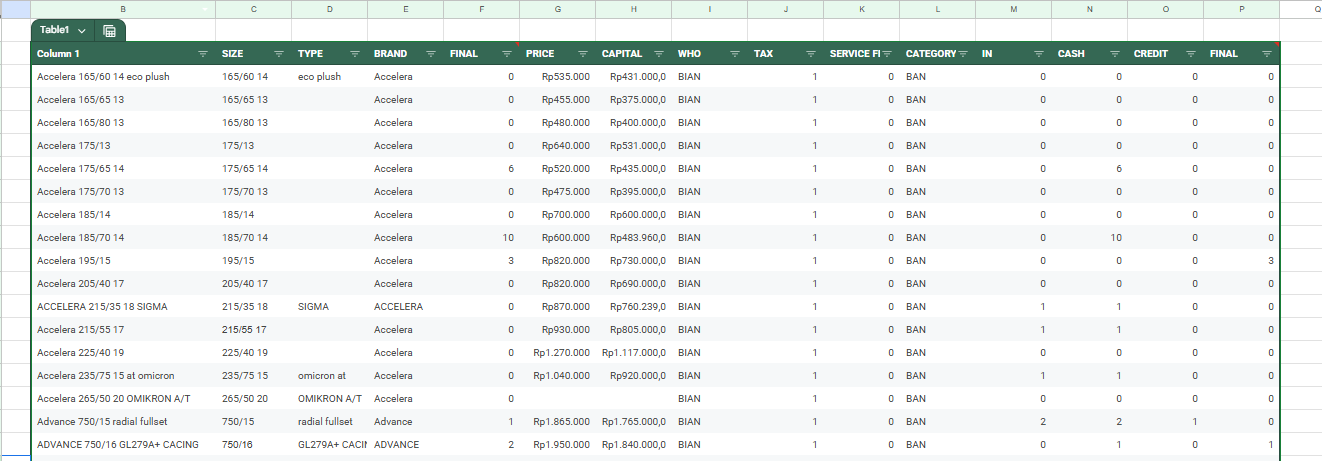 B C D E F G H I J K L M N O P Q
Table1
Column 1 SIZE TYPE BRAND FINAL PRICE CAPITAL WHO TAX SERVICE FI CATEGORY IN CASH CREDIT FINAL
Accelera 165/60 14 eco plush 165/60 14 eco plush Accelera 0 Rp535.000 Rp431.000,0 BIAN 1 0 BAN 0 0 0 0
Accelera 165/65 13 165/65 13 Accelera 0 Rp455.000 Rp375.000,0 BIAN 1 0 BAN 0 0 0 0
Accelera 165/80 13 165/80 13 Accelera 0 Rp480.000 Rp400.000,0 BIAN 1 0 BAN 0 0 0 0
Accelera 175/13 175/13 Accelera 0 Rp640.000 Rp531.000,0 BIAN 1 0 BAN 0 0 0 0
Accelera 175/65 14 175/65 14 Accelera 6 Rp520.000 Rp435.000,0 BIAN 1 0 BAN 0 6 0 0
Accelera 175/70 13 175/70 13 Accelera 0 Rp475.000 Rp395.000,0 BIAN 1 0 BAN 0 0 0 0
Accelera 185/14 185/14 Accelera 0 Rp700.000 Rp600.000,0 BIAN 1 0 BAN 0 0 0 0
Accelera 185/70 14 185/70 14 Accelera 10 Rp600.000 Rp483.960,0 BIAN 1 0 BAN 0 10 0 0
Accelera 195/15 195/15 Accelera 3 Rp820.000 Rp730.000,0 BIAN 1 0 BAN 0 0 0 3
Accelera 205/40 17 205/40 17 Accelera 0 Rp820.000 Rp690.000,0 BIAN 1 0 BAN 0 0 0 0
ACCELERA 215/35 18 SIGMA 215/35 18 SIGMA ACCELERA 0 Rp870.000 Rp760.239,0 BIAN 1 0 BAN 1 1 0 0
Accelera 215/55 17 215/55 17 Accelera 0 Rp930.000 Rp805.000,0 BIAN 1 0 BAN 1 1 0 0
Accelera 225/40 19 225/40 19 Accelera 0 Rp1.270.000 Rp1.117.000,0 BIAN 1 0 BAN 0 0 0 0
Accelera 235/75 15 at omicron 235/75 15 omicron at Accelera 0 Rp1.040.000 Rp920.000,0 BIAN 1 0 BAN 1 1 0 0
Accelera 265/50 20 OMIKRON A/T 265/50 20 OMIKRON A/T Accelera 0 BIAN 1 0 BAN 0 0 0 0
Advance 750/15 radial fullset 750/15 radial fullset Advance 1 Rp1.865.000 Rp1.765.000,0 BIAN 1 0 BAN 2 2 1 0
ADVANCE 750/16 GL279A+ CACING 750/16 GL279A+ CACIN ADVANCE 2 Rp1.950.000 Rp1.840.000,0 BIAN 1 0 BAN 0 1 0 1